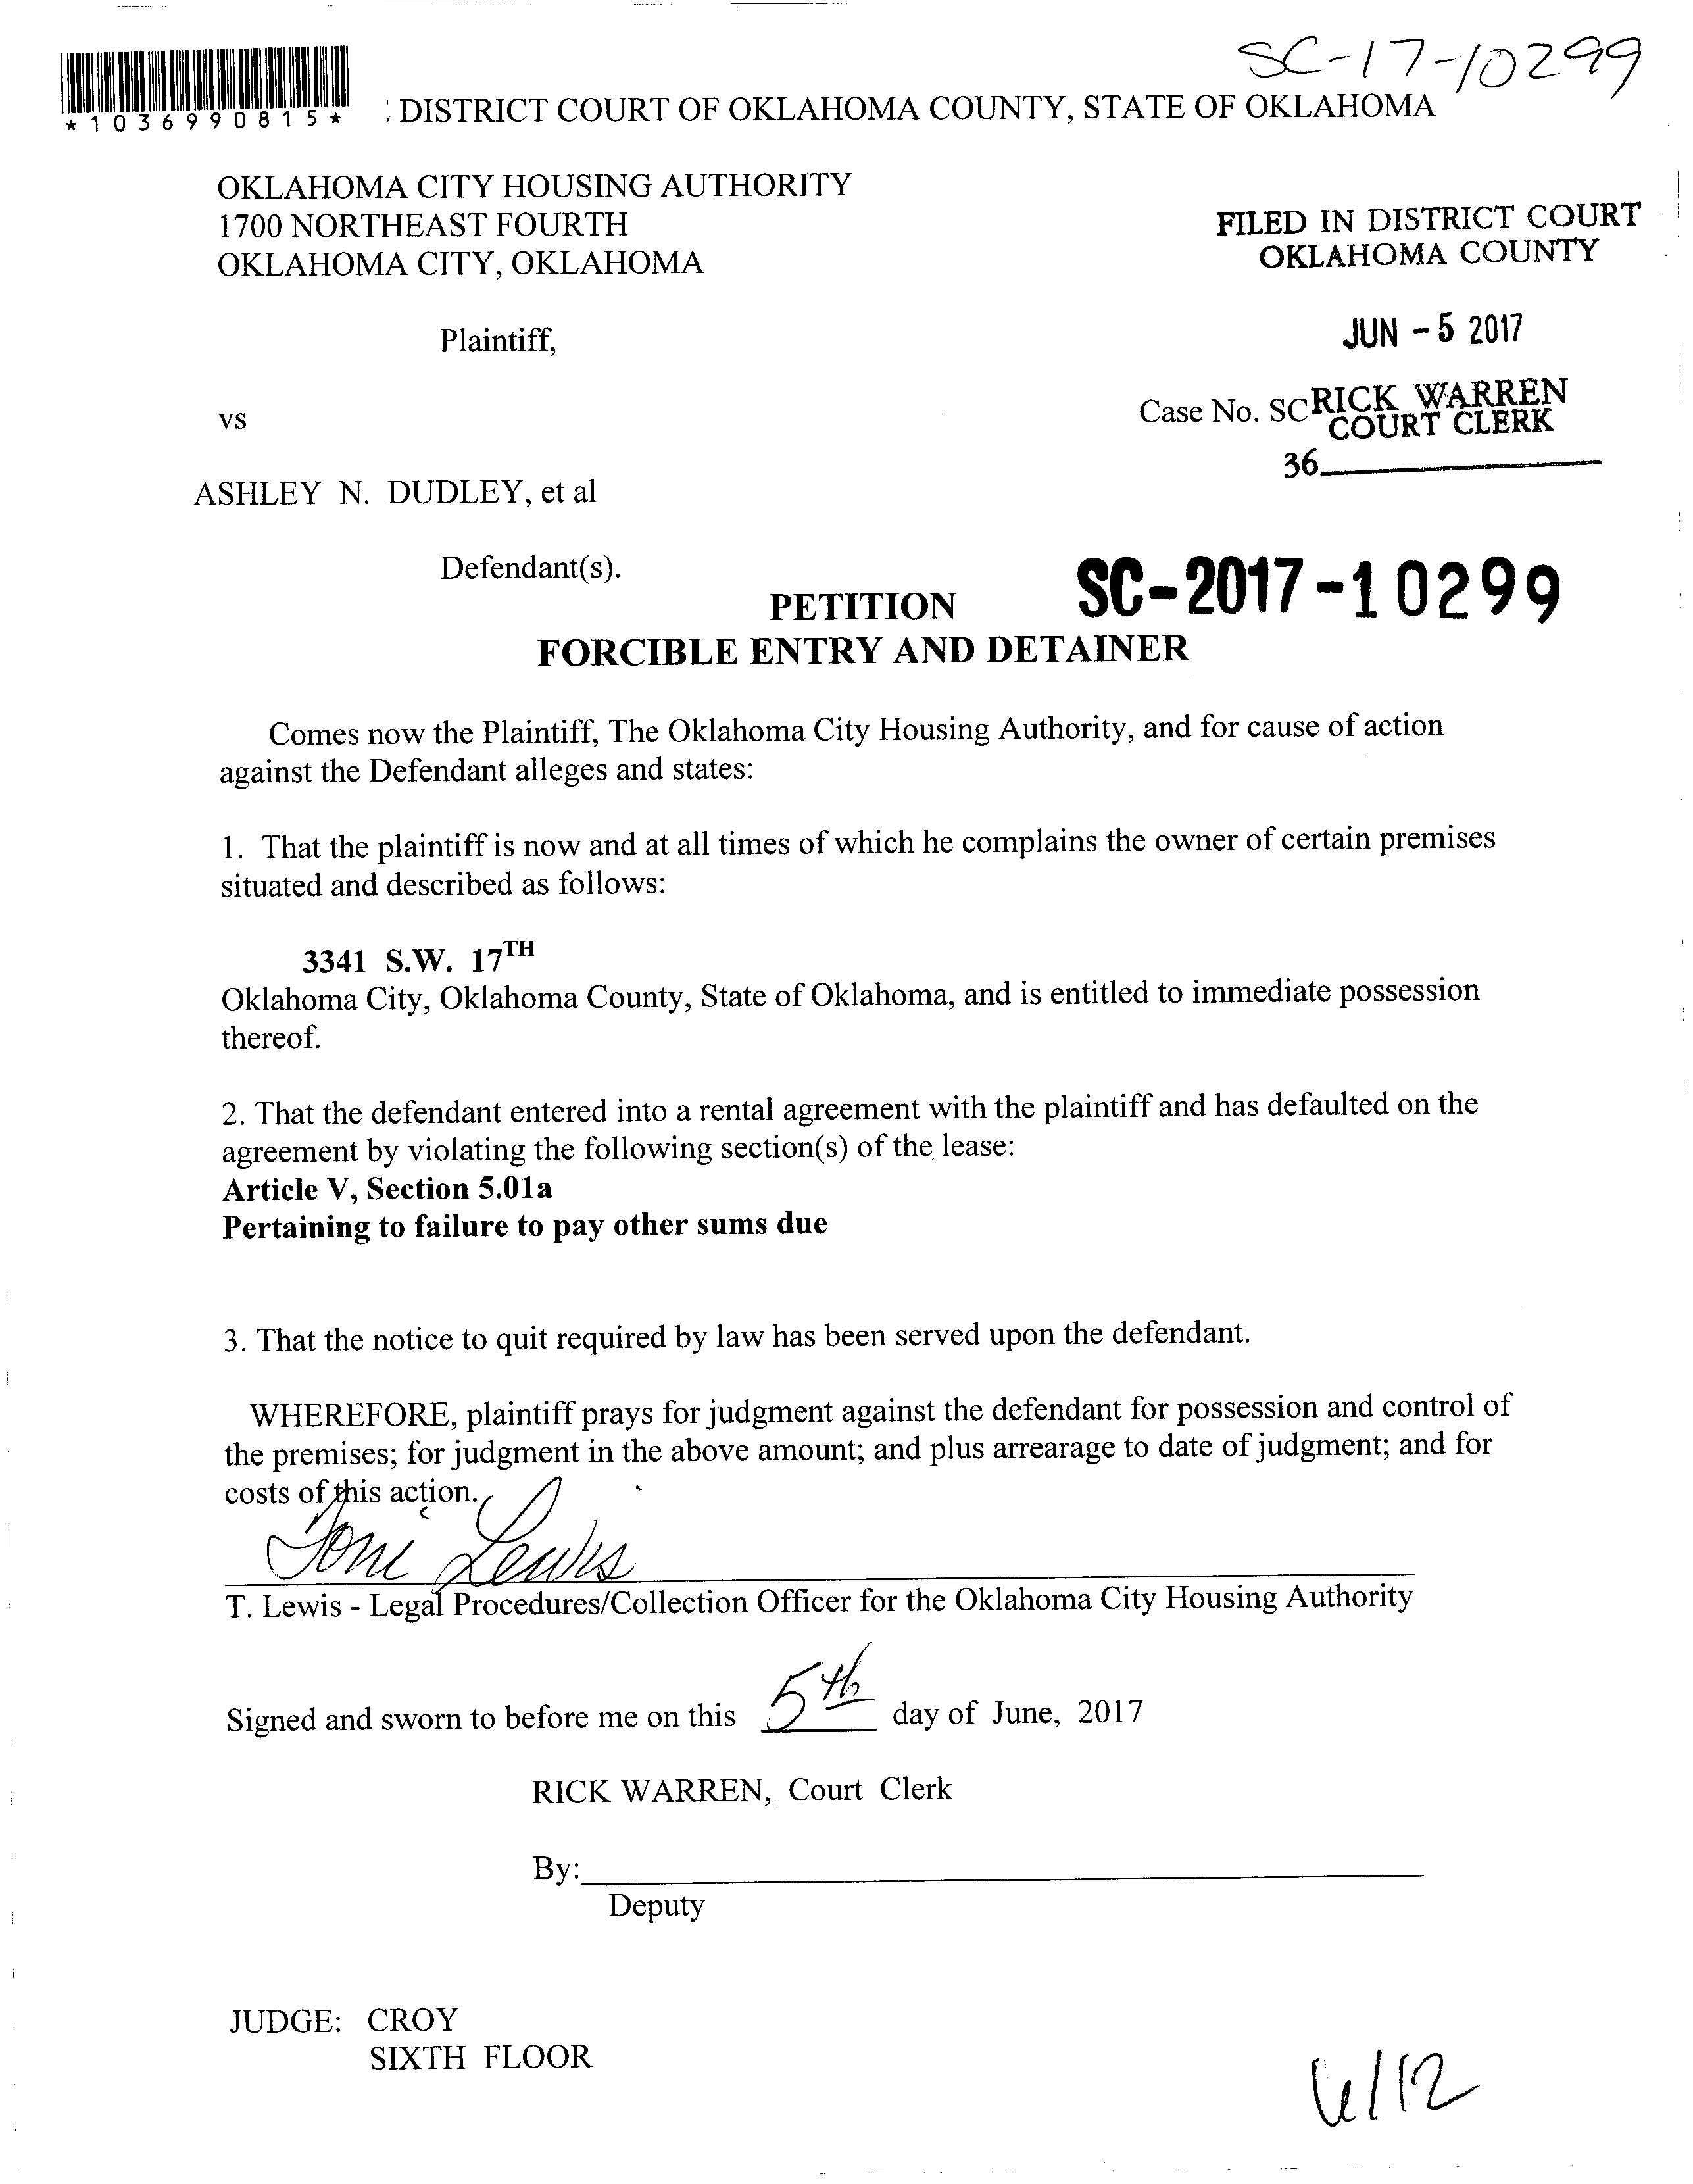 SC-17-10299
*1036990815*
DISTRICT COURT OF OKLAHOMA COUNTY, STATE OF OKLAHOMA
OKLAHOMA CITY HOUSING AUTHORITY
1700 NORTHEAST FOURTH
OKLAHOMA CITY, OKLAHOMA
FILED IN DISTRICT COURT
OKLAHOMA COUNTY
Plaintiff,
JUN - 5 2017
vs
Case No. SC
RICK WARREN
COURT CLERK
36
ASHLEY N. DUDLEY, et al
Defendant(s).
SC-2017-10299
PETITION
FORCIBLE ENTRY AND DETAINER
Comes now the Plaintiff, The Oklahoma City Housing Authority, and for cause of action
against the Defendant alleges and states:
1. That the plaintiff is now and at all times of which he complains the owner of certain premises
situated and described as follows:
3341 S.W. 17TH
Oklahoma City, Oklahoma County, State of Oklahoma, and is entitled to immediate possession
thereof.
2. That the defendant entered into a rental agreement with the plaintiff and has defaulted on the
agreement by violating the following section(s) of the lease:
Article V, Section 5.01a
Pertaining to failure to pay other sums due
3. That the notice to quit required by law has been served upon the defendant.
WHEREFORE, plaintiff prays for judgment against the defendant for possession and control of
the premises; for judgment in the above amount; and plus arrearage to date of judgment; and for
costs of this action.
Toni Lewis
T. Lewis - Legal Procedures/Collection Officer for the Oklahoma City Housing Authority
Signed and sworn to before me on this 5th day of June, 2017
RICK WARREN, Court Clerk
By:
Deputy
JUDGE: CROY
SIXTH FLOOR
6/12